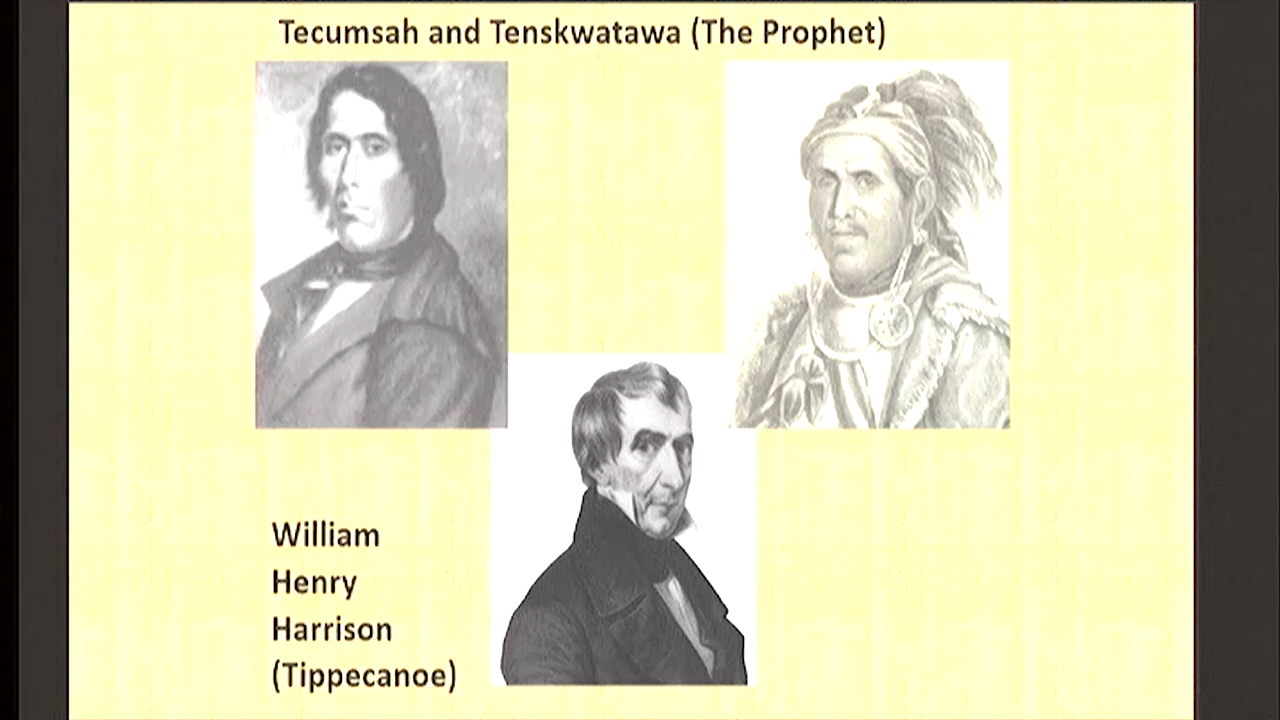 Tecumsah and Tenskwatawa (The Prophet)
William
Henry
Harrison
(Tippecanoe)